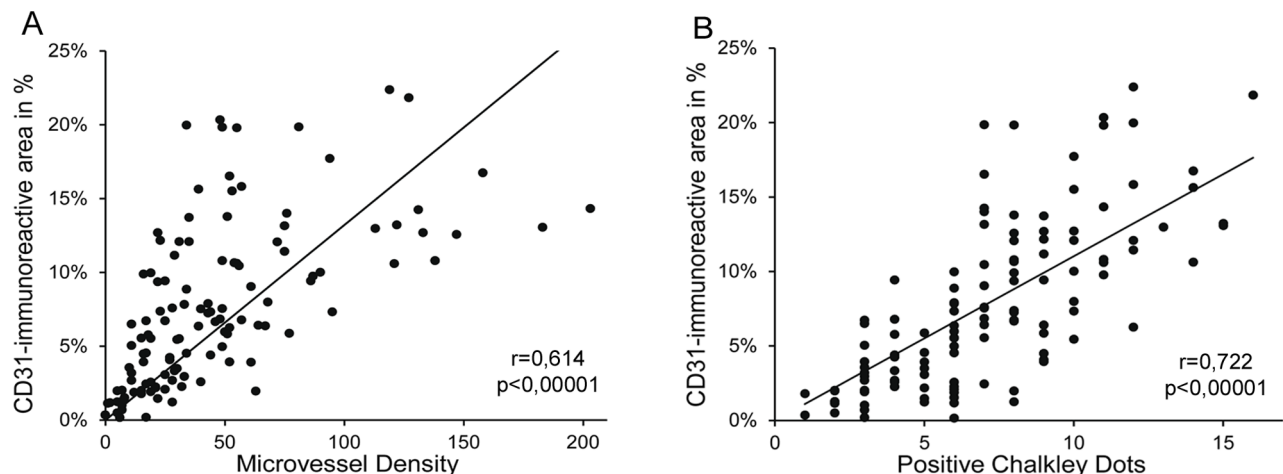 A
CD31-immunoreactive area in %
25%
20%
15%
10%
5%
0%
0
50
100
150
200
Microvessel Density
r=0,614
p<0,00001
B
CD31-immunoreactive area in %
25%
20%
15%
10%
5%
0%
0
5
10
15
Positive Chalkley Dots
r=0,722
p<0,00001